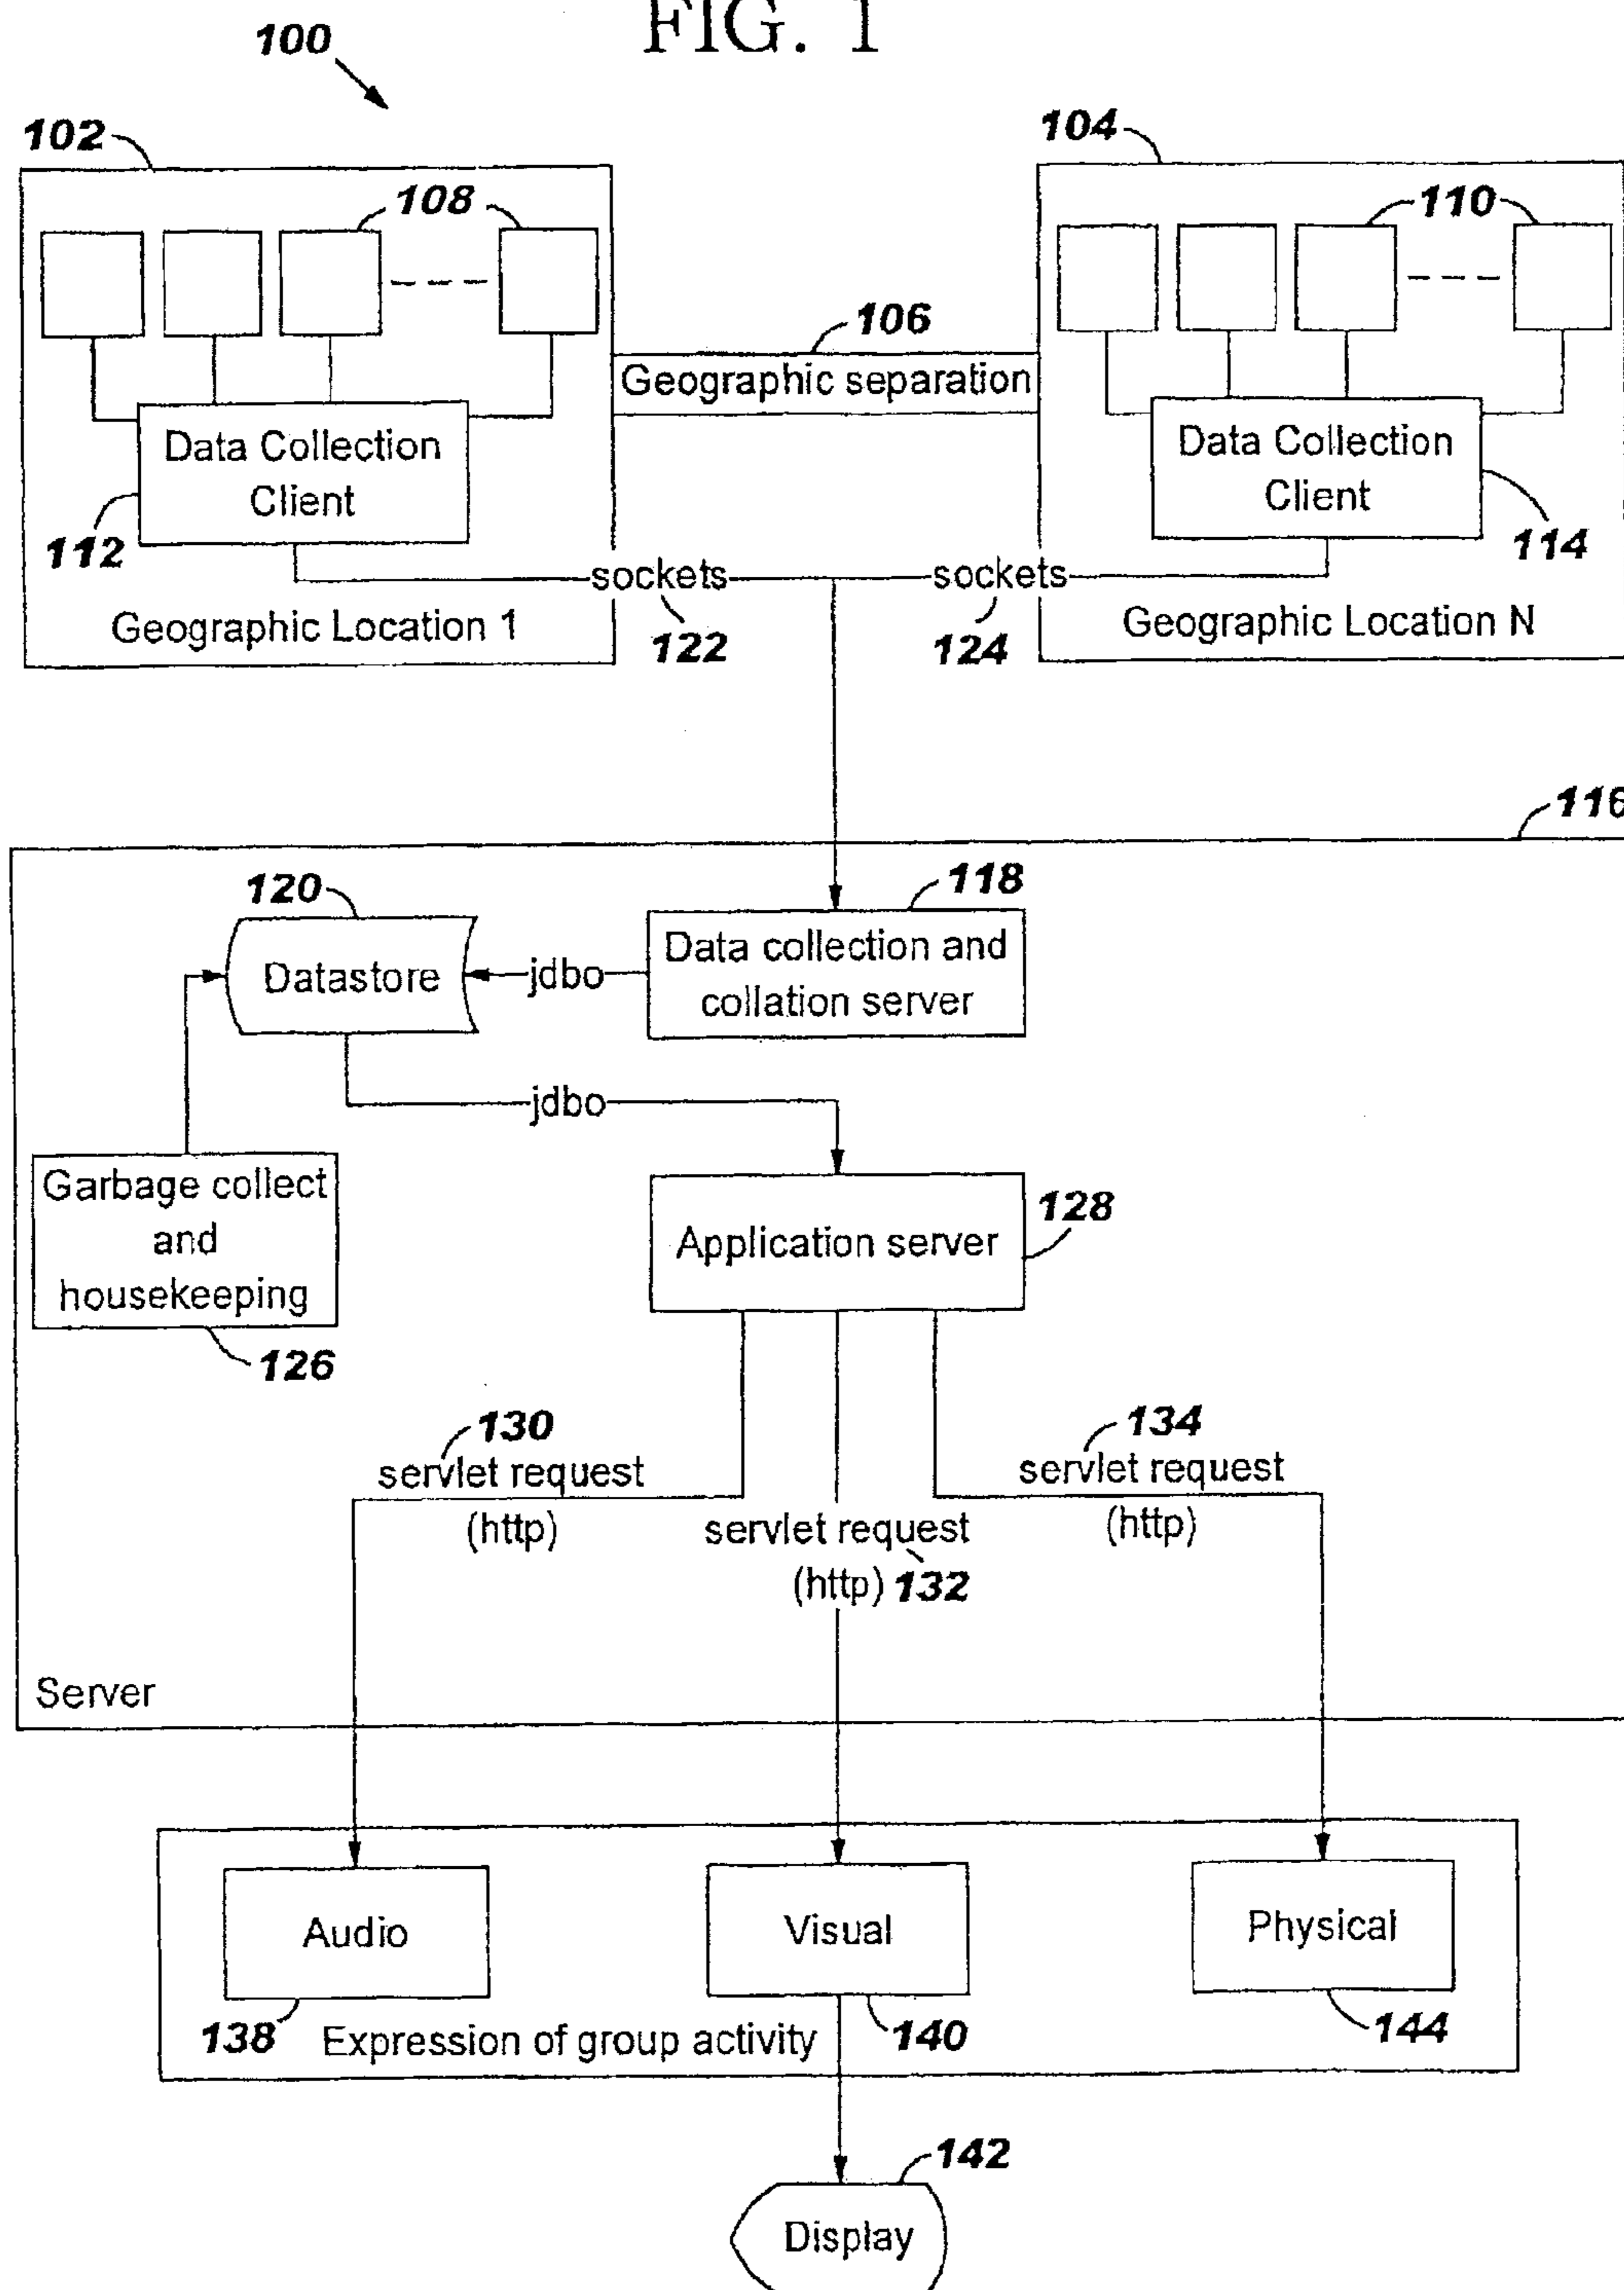 FIG. 1
100
102
104
108
110
106
Geographic separation
Data Collection
Client
Data Collection
Client
112
114
sockets
sockets
122
124
Geographic Location 1
Geographic Location N
116
120
118
Datastore
jdbo
Data collection and
collation server
jdbo
Garbage collect
and
housekeeping
126
Application server
128
130
servlet request
(http)
servlet request
(http) 132
134
servlet request
(http)
Server
Audio
Visual
Physical
138
Expression of group activity
140
144
142
Display